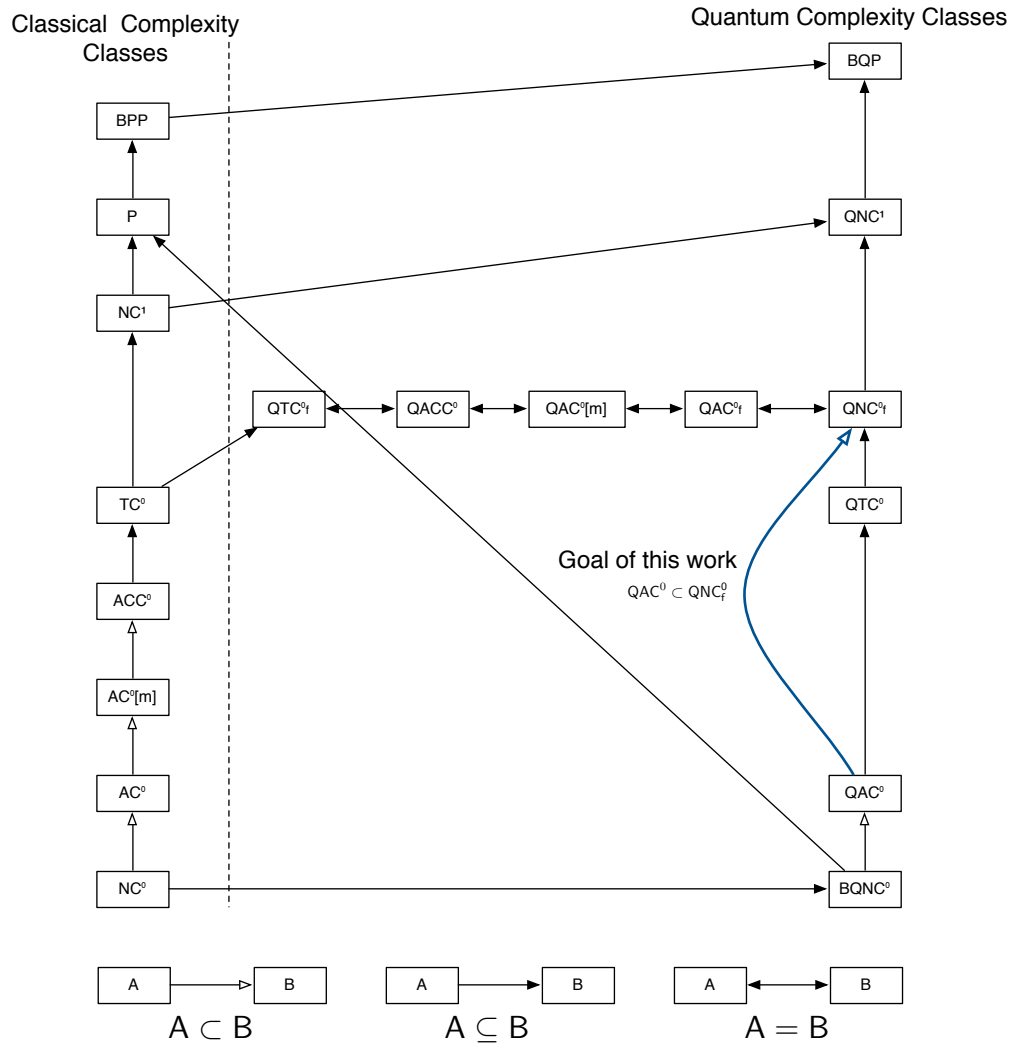 Classical Complexity
Classes
Quantum Complexity Classes
BQP
BPP
P
QNC¹
NC¹
QTC⁰f
QACC⁰
QAC⁰[m]
QAC⁰f
QNC⁰f
TC⁰
QTC⁰
Goal of this work
QAC⁰ ⊂ QNC⁰f
ACC⁰
AC⁰[m]
AC⁰
QAC⁰
NC⁰
BQNC⁰
A
B
A
B
A
B
A ⊂ B
A ⊆ B
A = B